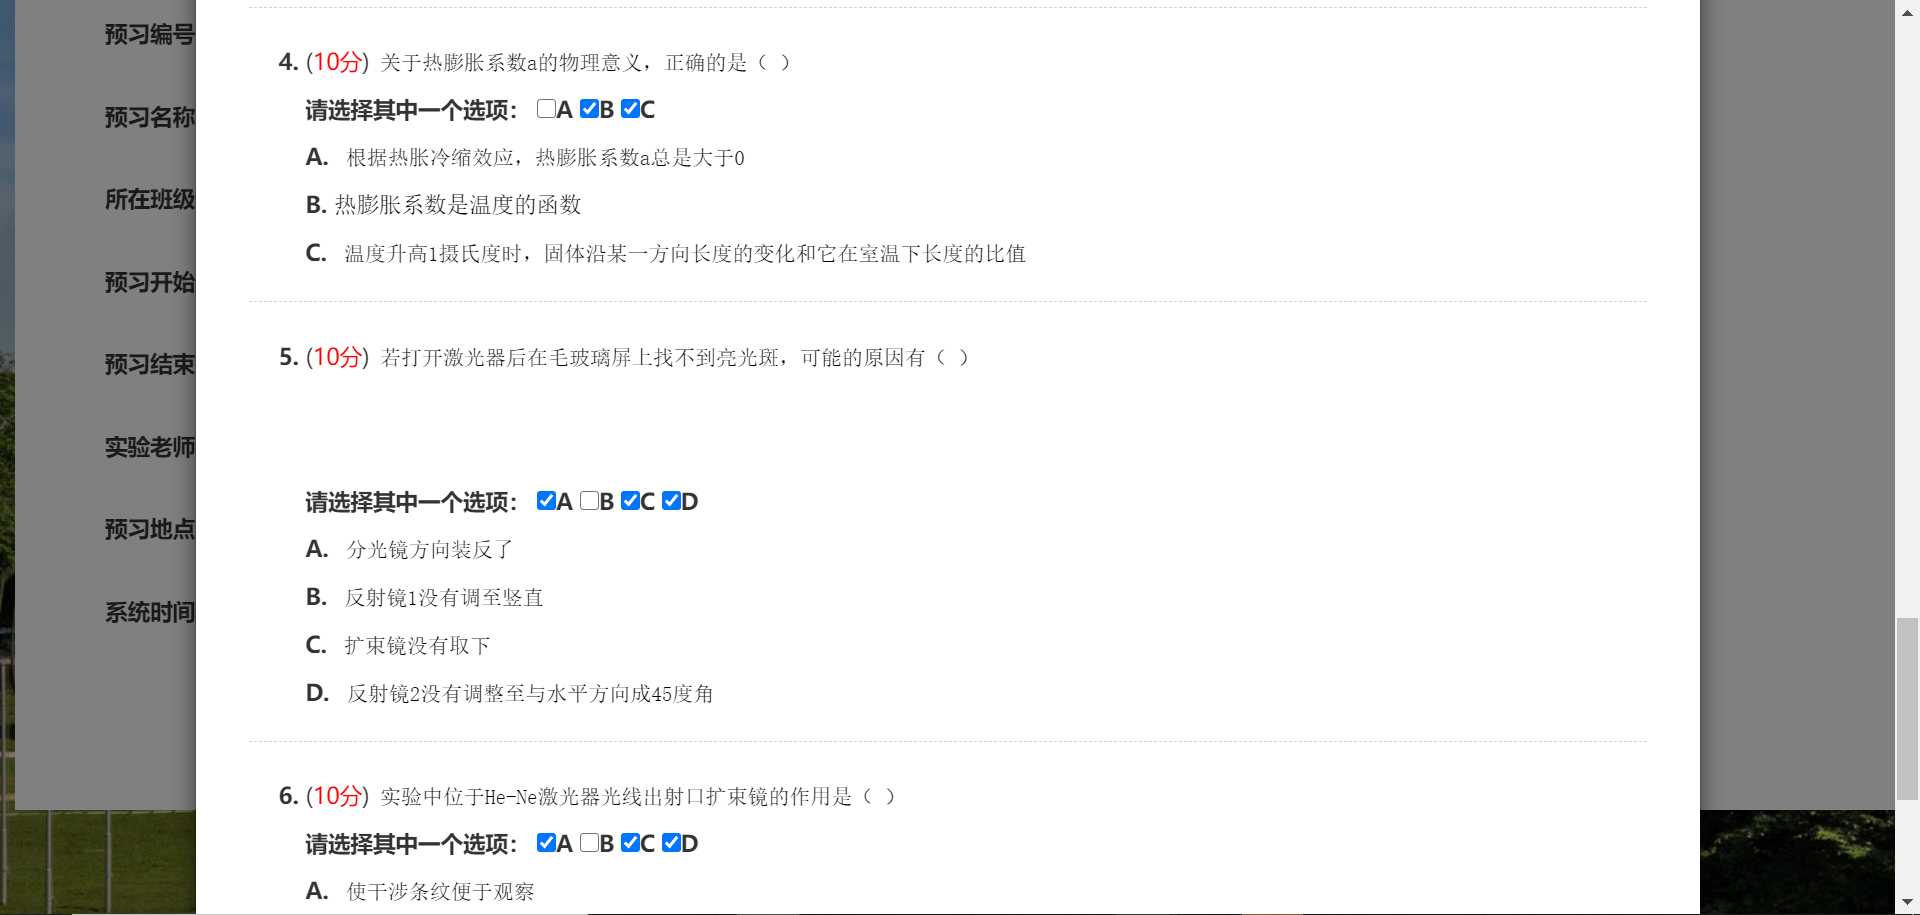 预习编号
预习名称
所在班级
预习开始
预习结束
实验老师
预习地点
系统时间
4. (10分) 关于热膨胀系数a的物理意义，正确的是（ ）
请选择其中一个选项： A B C
A. 根据热胀冷缩效应，热膨胀系数a总是大于0
B. 热膨胀系数是温度的函数
C. 温度升高1摄氏度时，固体沿某一方向长度的变化和它在室温下长度的比值
5. (10分) 若打开激光器后在毛玻璃屏上找不到亮光斑，可能的原因有（ ）
请选择其中一个选项： A B C D
A. 分光镜方向装反了
B. 反射镜1没有调至竖直
C. 扩束镜没有取下
D. 反射镜2没有调整至与水平方向成45度角
6. (10分) 实验中位于He-Ne激光器光线出射口扩束镜的作用是（ ）
请选择其中一个选项： A B C D
A. 使干涉条纹便于观察